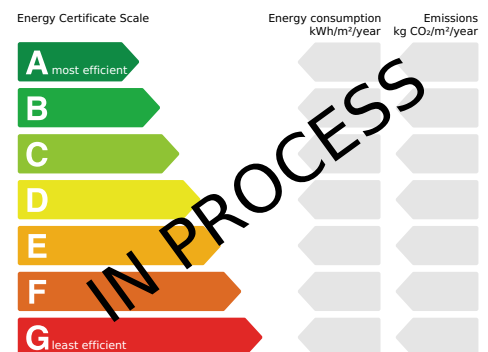 Energy Certificate Scale
Energy consumption
kWh/m²/year
Emissions
kg CO₂/m²/year
A most efficient
B
C
D
E
F
G least efficient
IN PROCESS